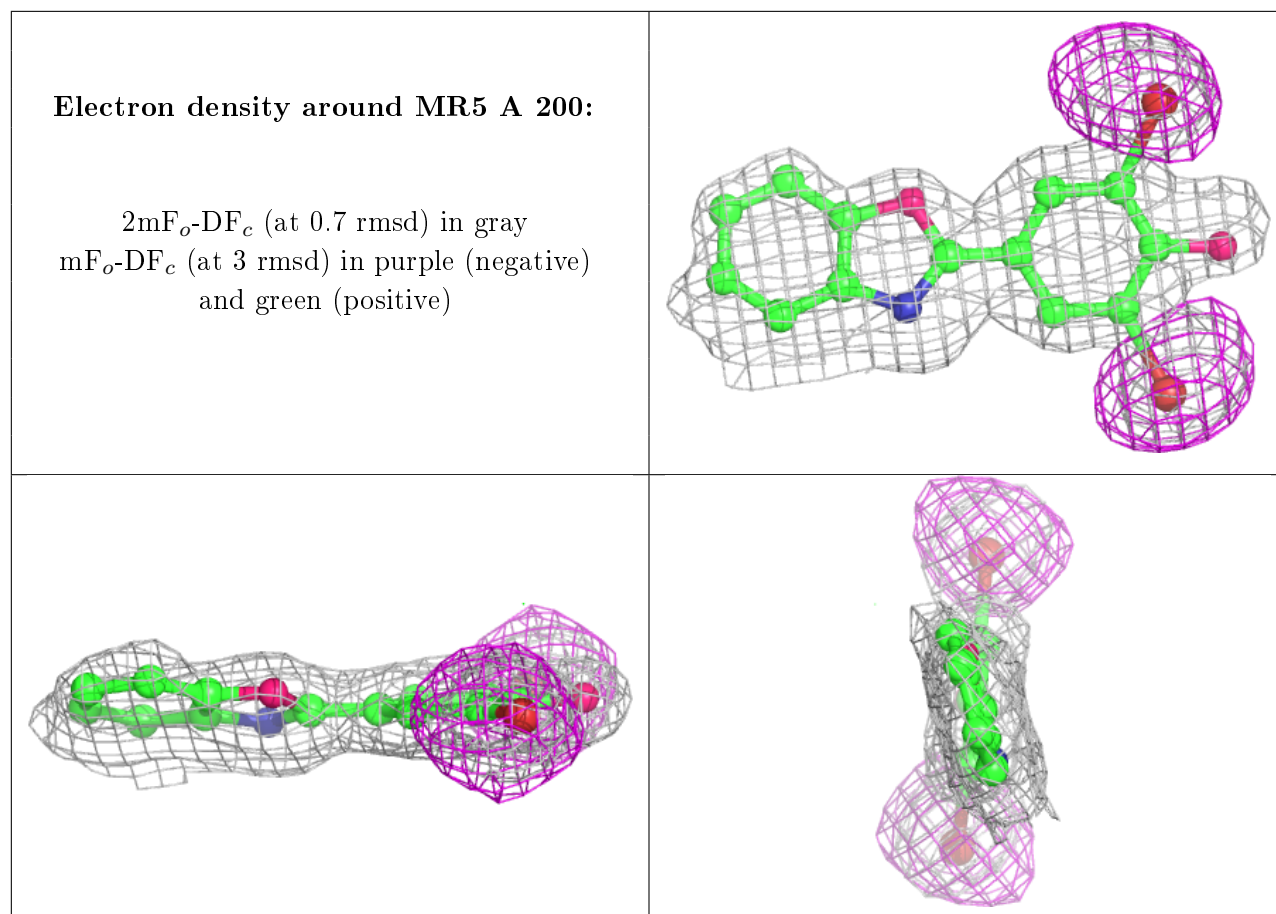 Electron density around MR5 A 200:
2mFo-DFc (at 0.7 rmsd) in gray
mFo-DFc (at 3 rmsd) in purple (negative)
and green (positive)